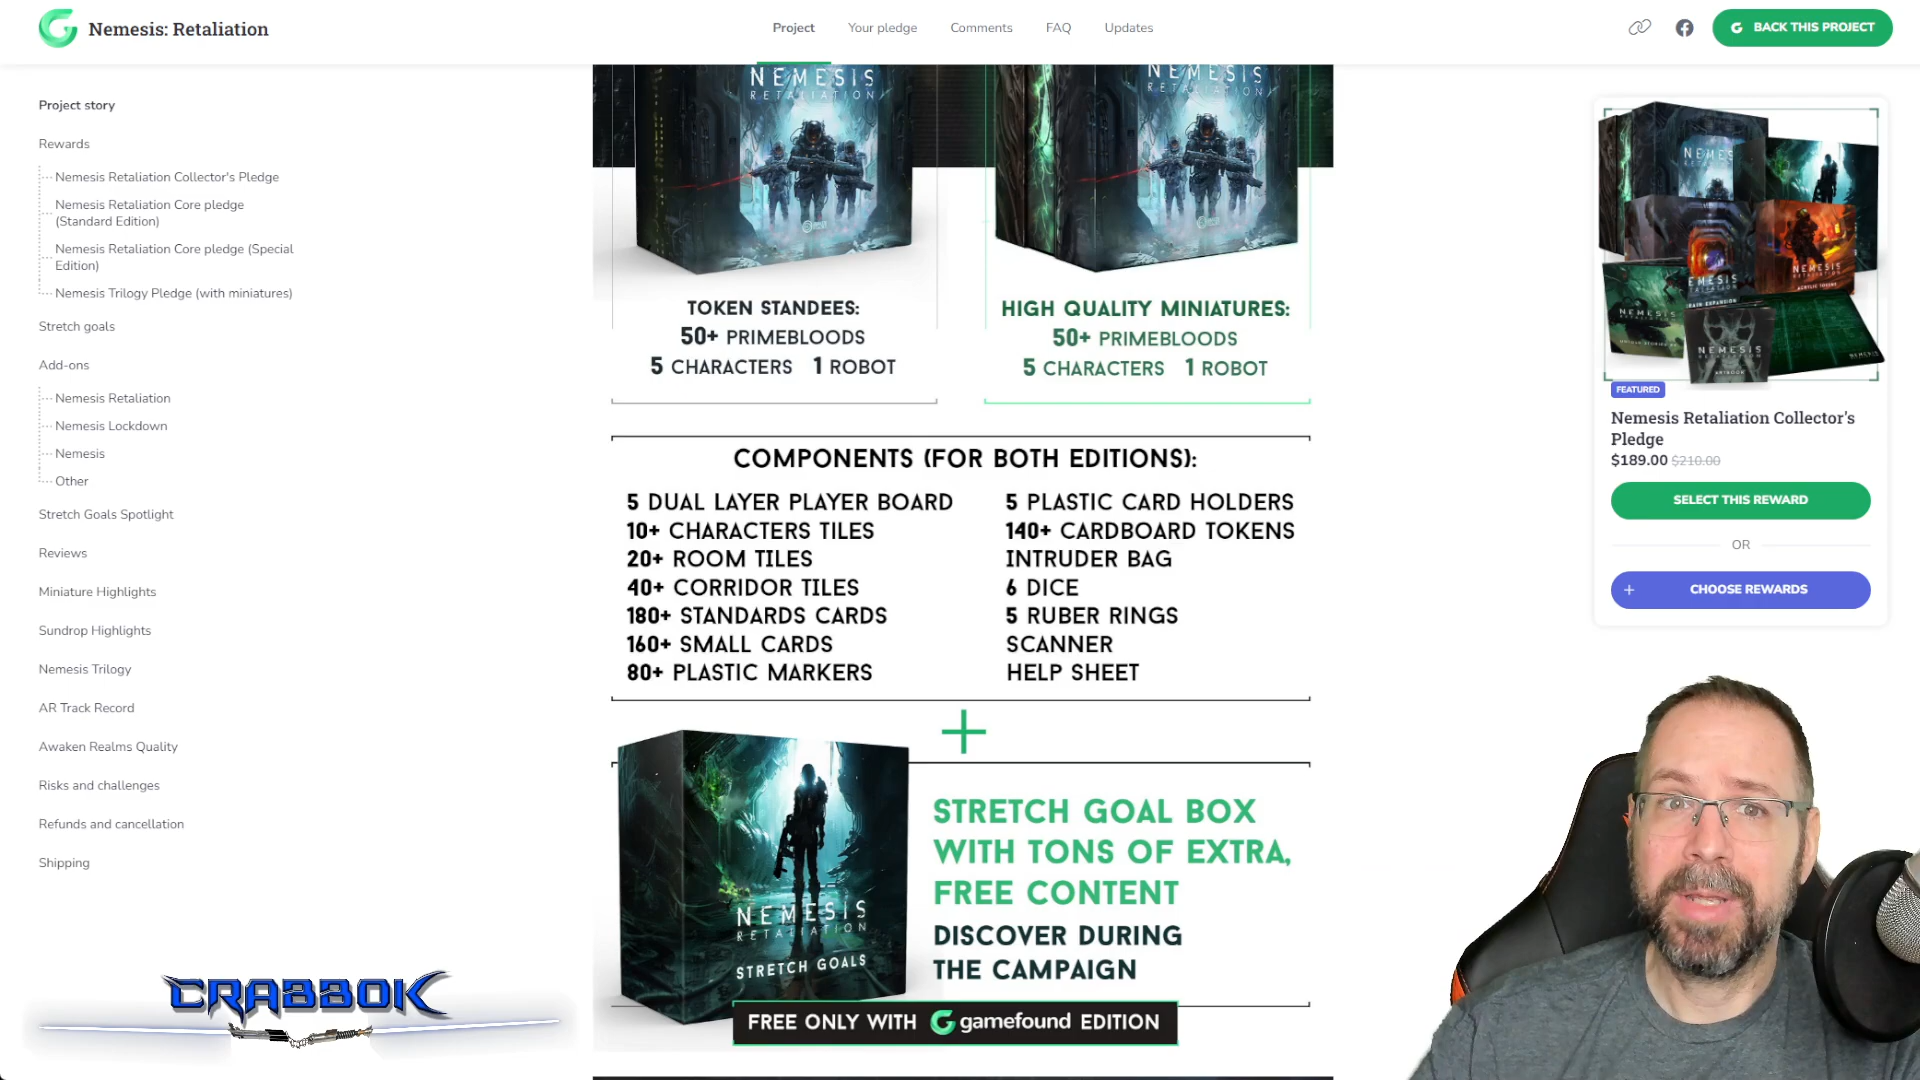 Nemesis: Retaliation
Project
Your pledge
Comments
FAQ
Updates
BACK THIS PROJECT
Project story
Rewards
Nemesis Retaliation Collector's Pledge
Nemesis Retaliation Core pledge
(Standard Edition)
Nemesis Retaliation Core pledge (Special
Edition)
Nemesis Trilogy Pledge (with miniatures)
Stretch goals
Add-ons
Nemesis Retaliation
Nemesis Lockdown
Nemesis
Other
Stretch Goals Spotlight
Reviews
Miniature Highlights
Sundrop Highlights
Nemesis Trilogy
AR Track Record
Awaken Realms Quality
Risks and challenges
Refunds and cancellation
Shipping
CRABBOK
NEMESIS
RETALIATION
NEMESIS
RETALIATION
TOKEN STANDEES:
50+ PRIMEBLOODS
5 CHARACTERS 1 ROBOT
HIGH QUALITY MINIATURES:
50+ PRIMEBLOODS
5 CHARACTERS 1 ROBOT
COMPONENTS (FOR BOTH EDITIONS):
5 DUAL LAYER PLAYER BOARD
10+ CHARACTERS TILES
20+ ROOM TILES
40+ CORRIDOR TILES
180+ STANDARDS CARDS
160+ SMALL CARDS
80+ PLASTIC MARKERS
5 PLASTIC CARD HOLDERS
140+ CARDBOARD TOKENS
INTRUDER BAG
6 DICE
5 RUBER RINGS
SCANNER
HELP SHEET
+
NEMESIS
RETALIATION
STRETCH GOALS
STRETCH GOAL BOX
WITH TONS OF EXTRA,
FREE CONTENT
DISCOVER DURING
THE CAMPAIGN
FREE ONLY WITH gamefound EDITION
NEMESIS
NEMESIS
RETALIATION
NEMESIS
NEMESIS
RETALIATION
ARTBOOK
NEMESIS
FEATURED
Nemesis Retaliation Collector's
Pledge
$189.00 $210.00
SELECT THIS REWARD
OR
+ CHOOSE REWARDS